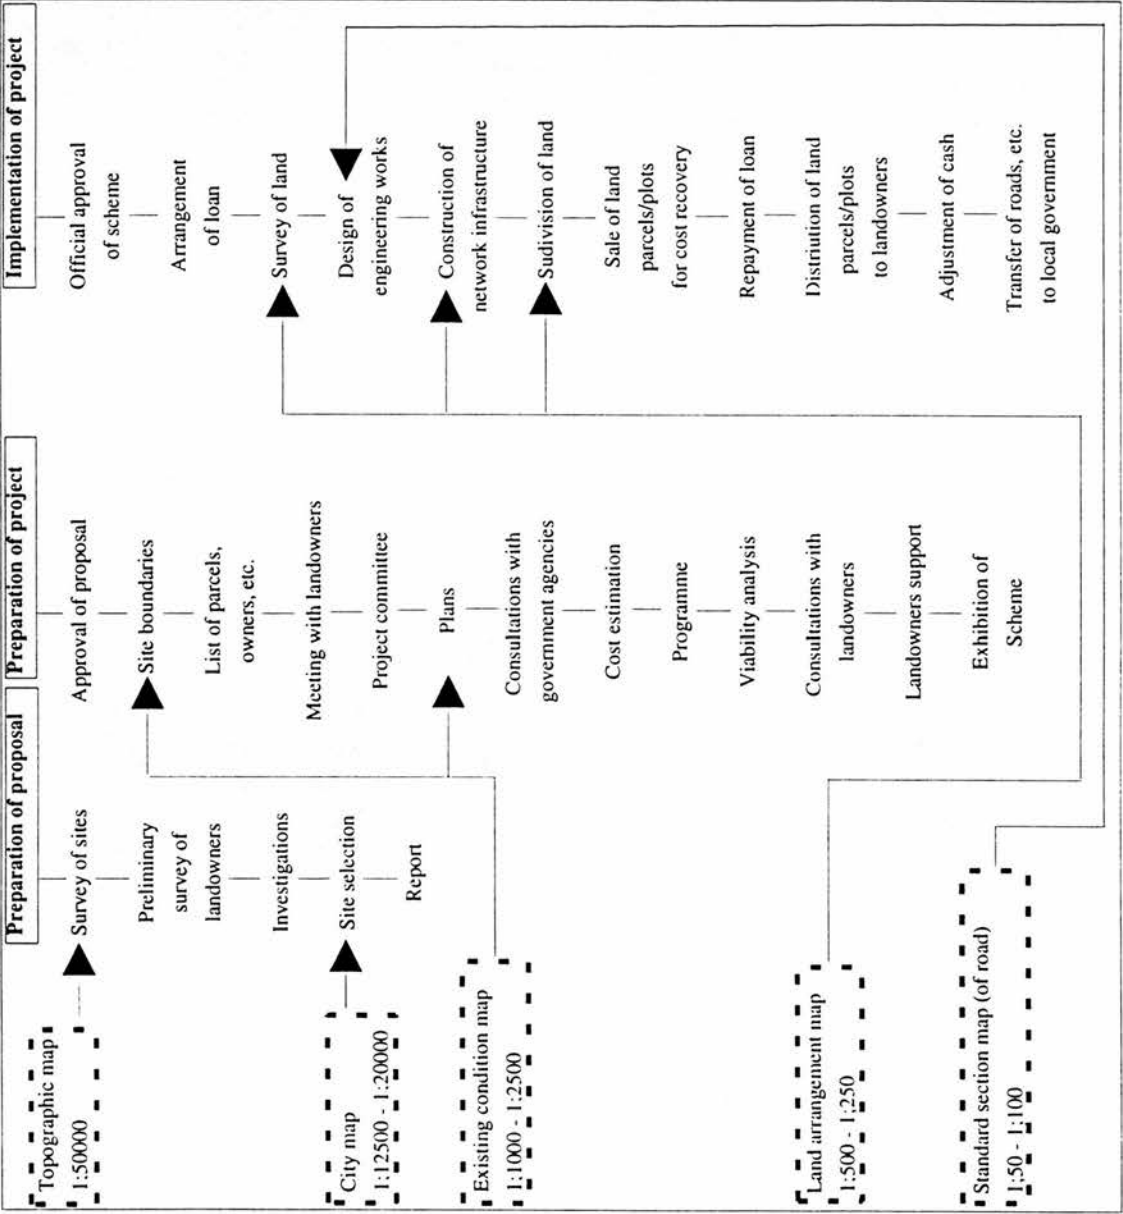 Preparation of proposal
Survey of sites
Preliminary
survey of
landowners
Investigations
Site selection
Report
Preparation of project
Approval of proposal
Site boundaries
List of parcels,
owners, etc.
Meeting with landowners
Project committee
Plans
Consultations with
government agencies
Cost estimation
Programme
Viability analysis
Consultations with
landowners
Landowners support
Exhibition of
Scheme
Implementation of project
Official approval
of scheme
Arrangement
of loan
Survey of land
Design of
engineering works
Construction of
network infrastructure
Sudivision of land
Sale of land
parcels/plots
for cost recovery
Repayment of loan
Distrirution of land
parcels/plots
to landowners
Adjustment of cash
Transfer of roads, etc.
to local government
Topographic map
1:50000
City map
1:12500 - 1:20000
Existing condition map
1:1000 - 1:2500
Land arrangement map
1:500 - 1:250
Standard section map (of road)
1:50 - 1:100